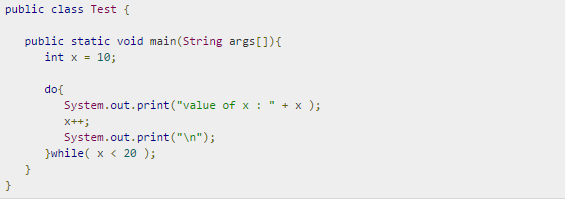 public class Test {
public static void main(String args[]){
int x = 10;
do{
System.out.print("value of x : " + x );
x++;
System.out.print("\n");
}while( x < 20 );
}
}